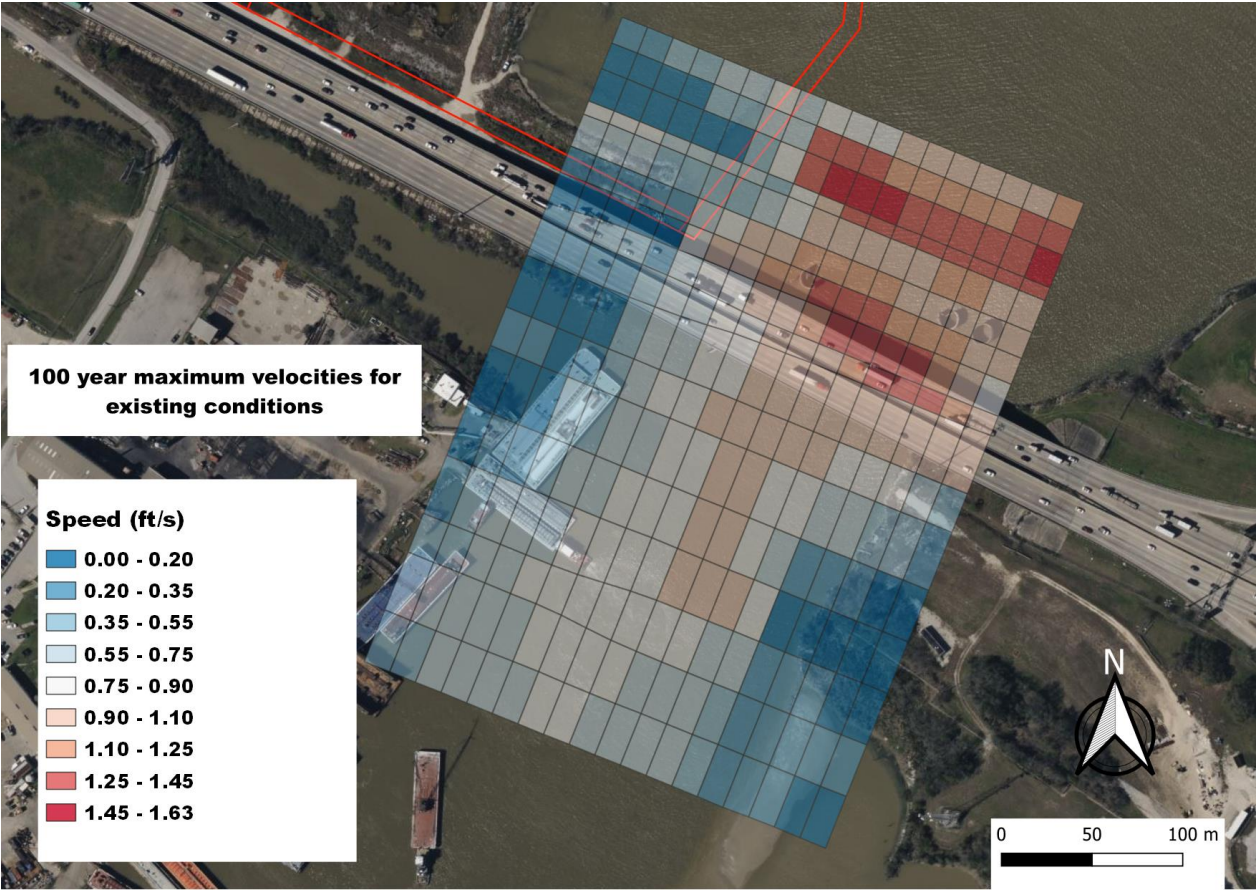 100 year maximum velocities for
existing conditions
Speed (ft/s)
0.00 - 0.20
0.20 - 0.35
0.35 - 0.55
0.55 - 0.75
0.75 - 0.90
0.90 - 1.10
1.10 - 1.25
1.25 - 1.45
1.45 - 1.63
N
0 50 100 m